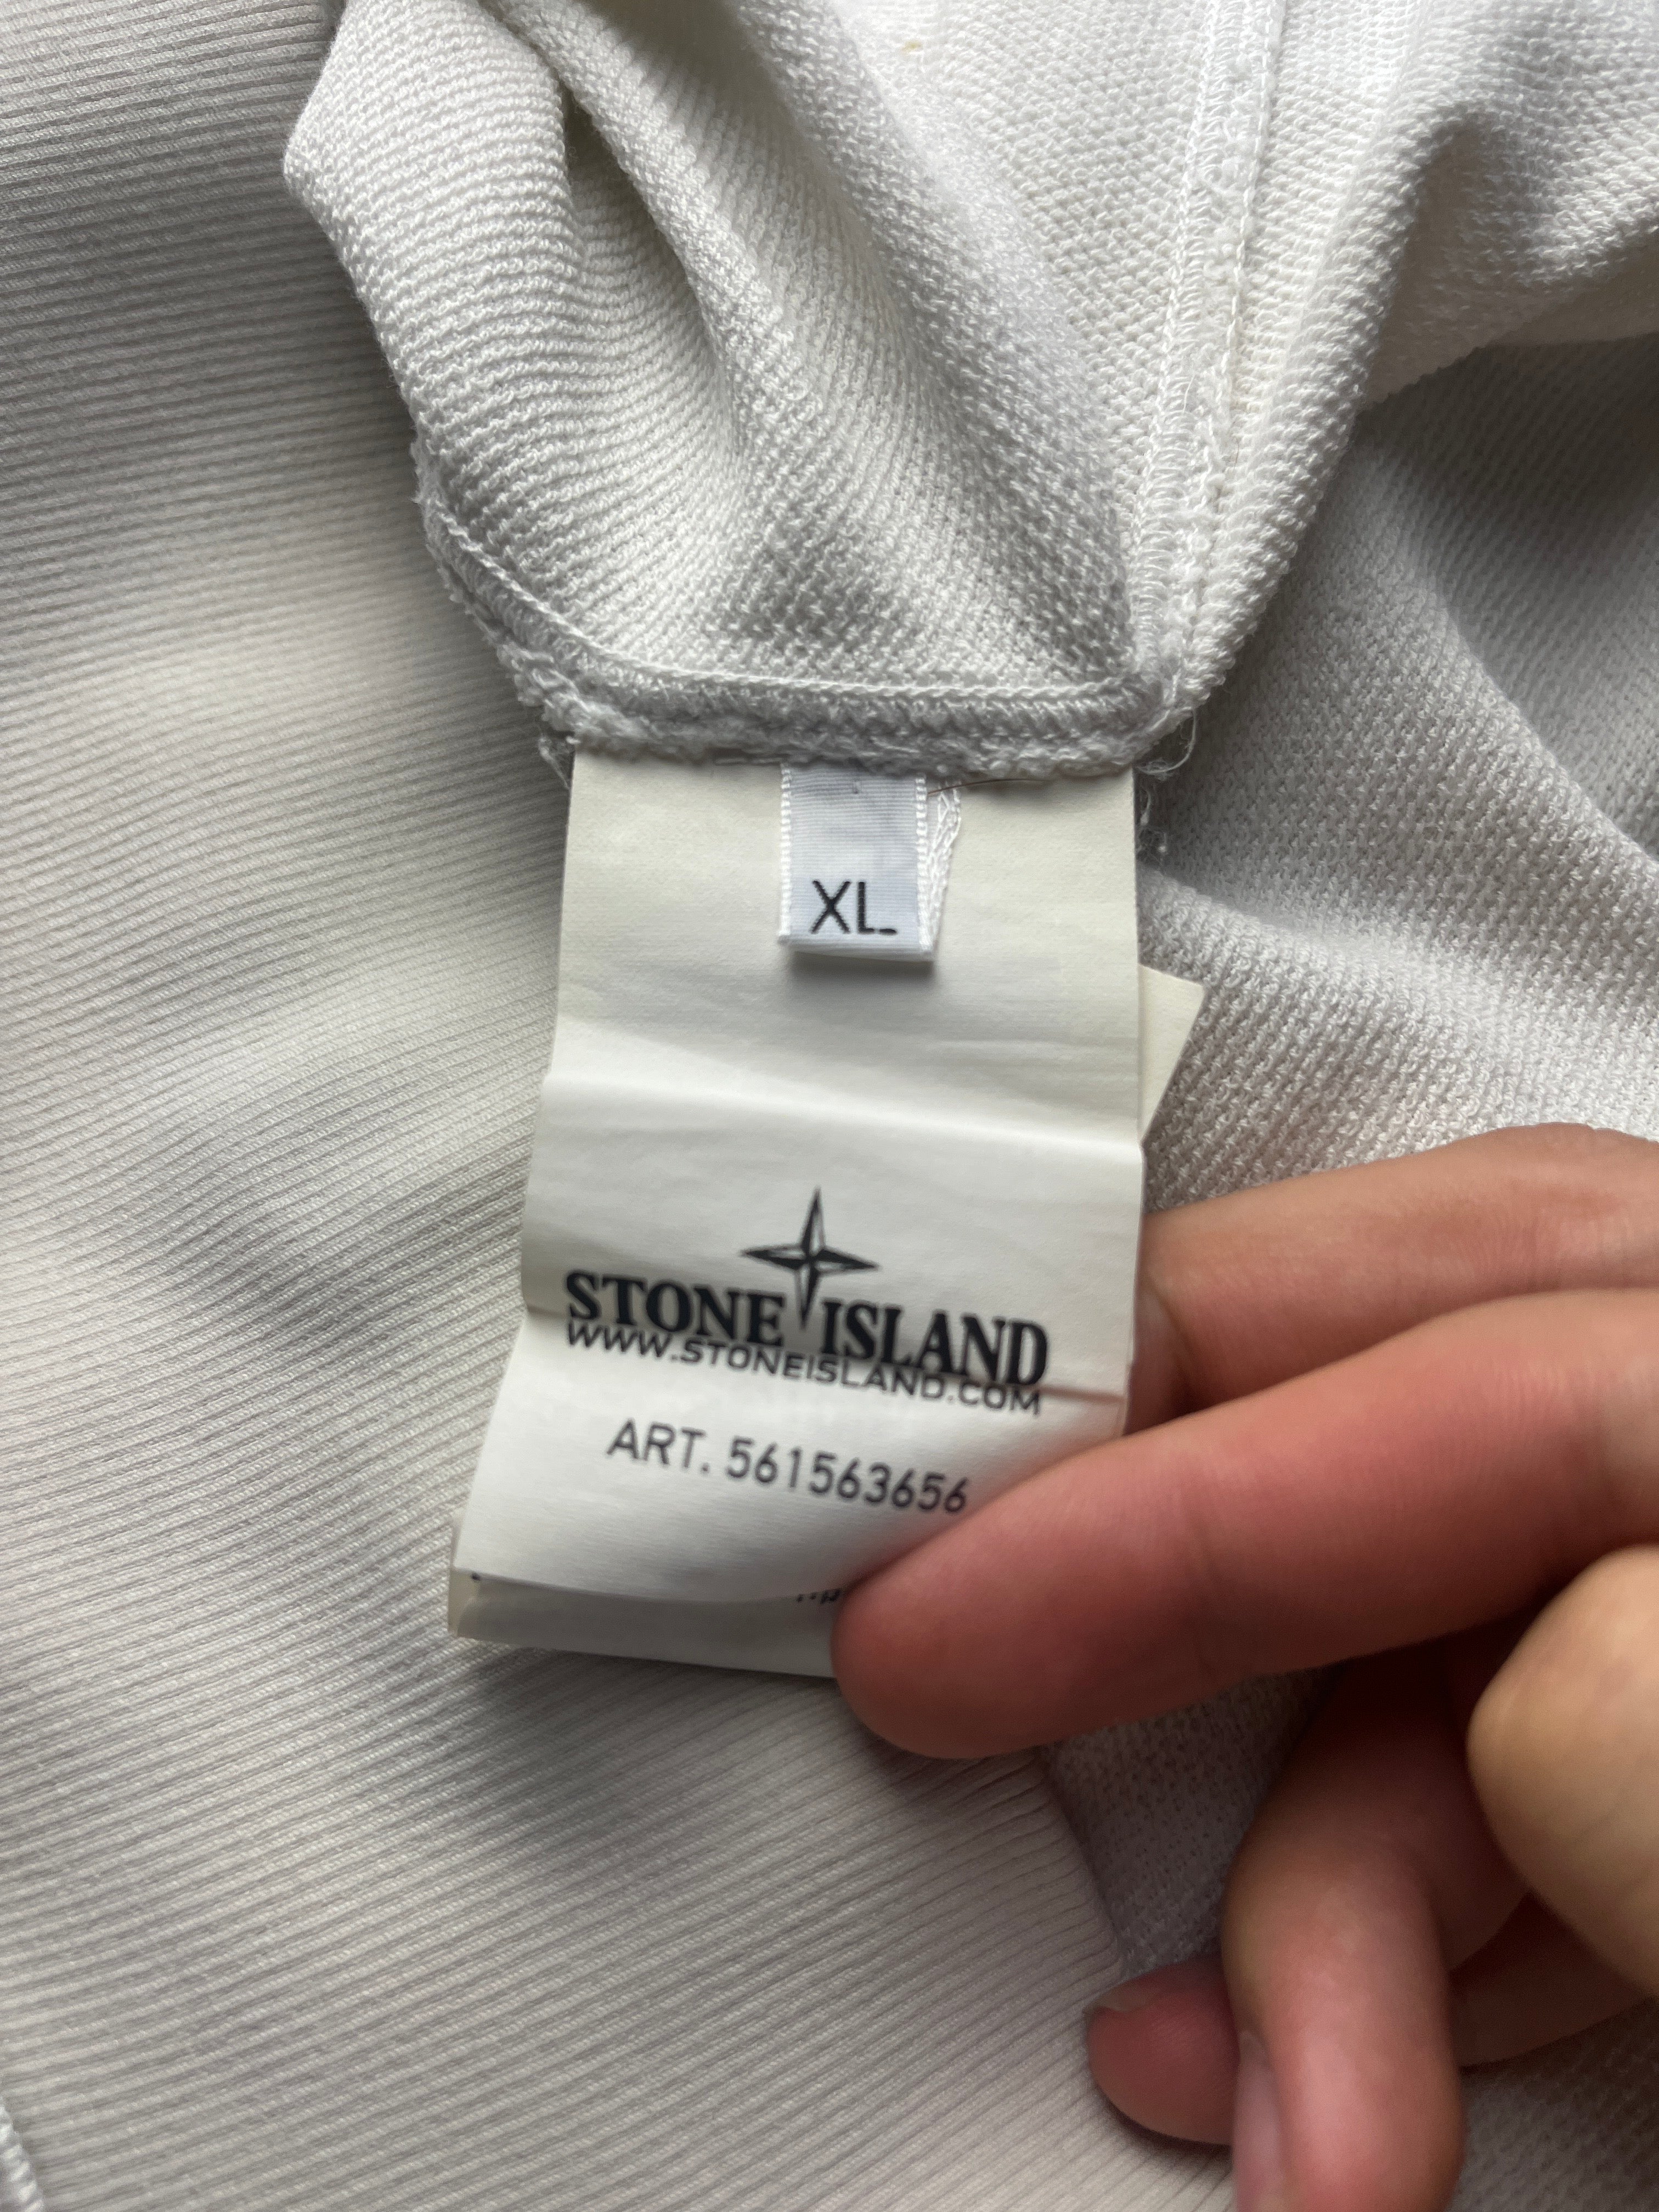 XL
STONE ISLAND
WWW.STONEISLAND.COM
ART. 561563656